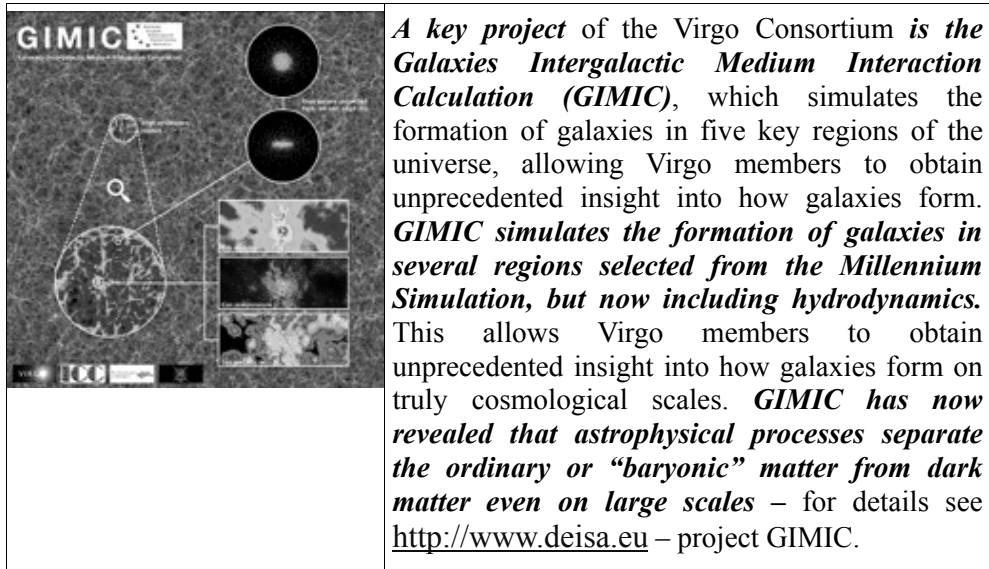 GIMIC
A key project of the Virgo Consortium is the
Galaxies Intergalactic Medium Interaction
Calculation (GIMIC), which simulates the
formation of galaxies in five key regions of the
universe, allowing Virgo members to obtain
unprecedented insight into how galaxies form.
GIMIC simulates the formation of galaxies in
several regions selected from the Millennium
Simulation, but now including hydrodynamics.
This allows Virgo members to obtain
unprecedented insight into how galaxies form on
truly cosmological scales. GIMIC has now
revealed that astrophysical processes separate
the ordinary or “baryonic” matter from dark
matter even on large scales – for details see
http://www.deisa.eu – project GIMIC.